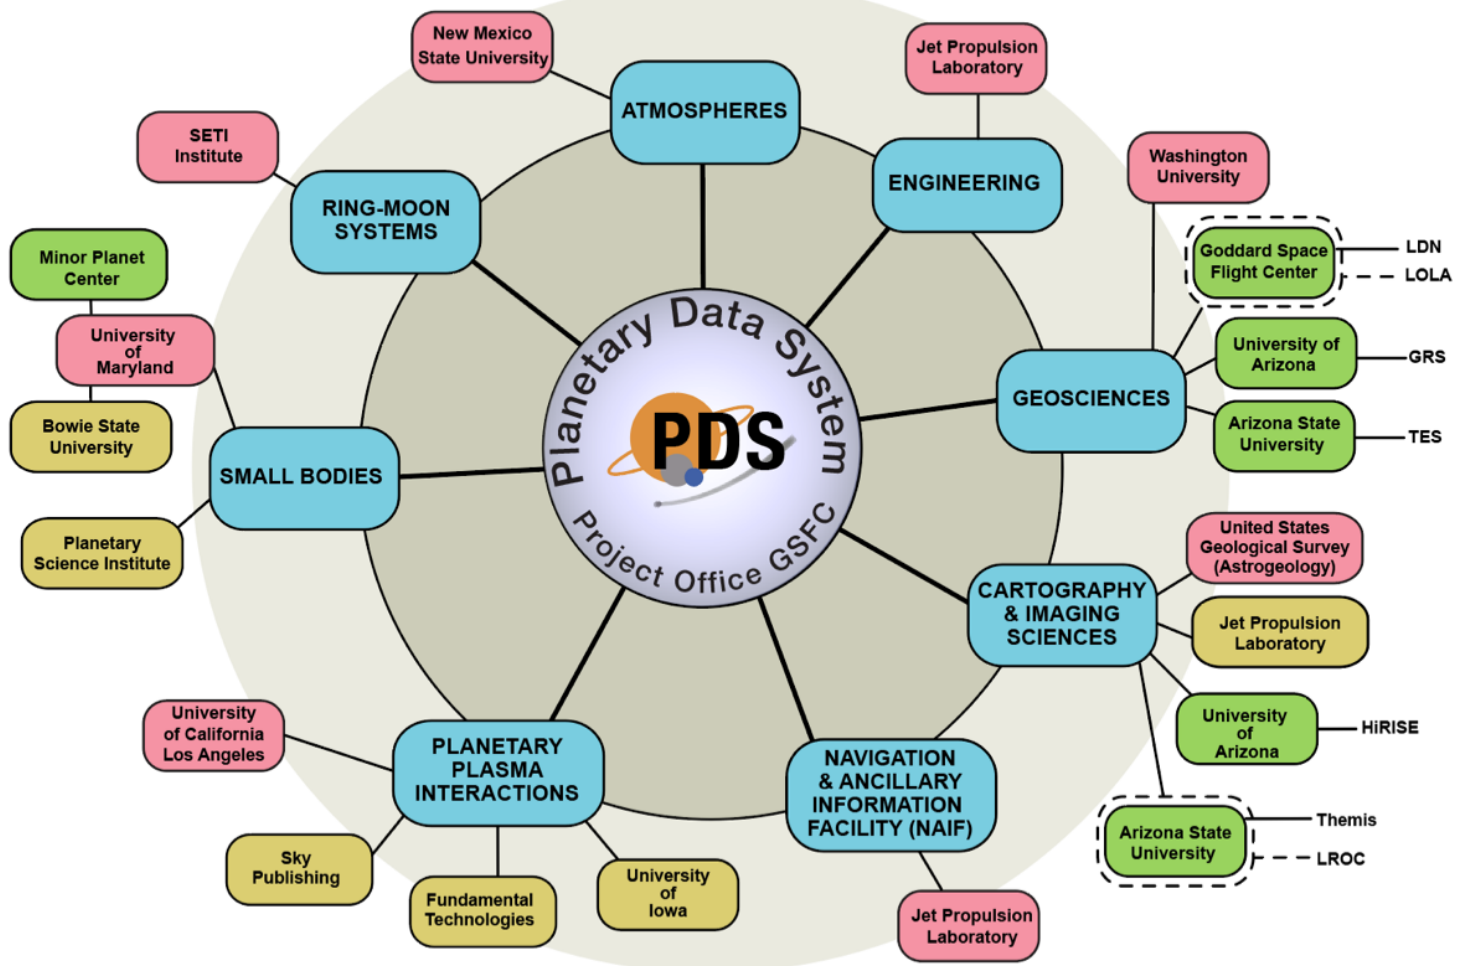 New Mexico
State University
Jet Propulsion
Laboratory
ATMOSPHERES
SETI
Institute
Washington
University
ENGINEERING
RING-MOON
SYSTEMS
Minor Planet
Center
Goddard Space
Flight Center
LDN
LOLA
University
of
Maryland
University of
Arizona
GRS
Planetary Data System
PDS
Project Office GSFC
GEOSCIENCES
Bowie State
University
Arizona State
University
TES
SMALL BODIES
Planetary
Science Institute
United States
Geological Survey
(Astrogeology)
CARTOGRAPHY
& IMAGING
SCIENCES
Jet Propulsion
Laboratory
University
of
Arizona
HiRISE
University
of California
Los Angeles
PLANETARY
PLASMA
INTERACTIONS
NAVIGATION
& ANCILLARY
INFORMATION
FACILITY (NAIF)
Arizona State
University
Themis
LROC
Sky
Publishing
Fundamental
Technologies
University
of
Iowa
Jet Propulsion
Laboratory